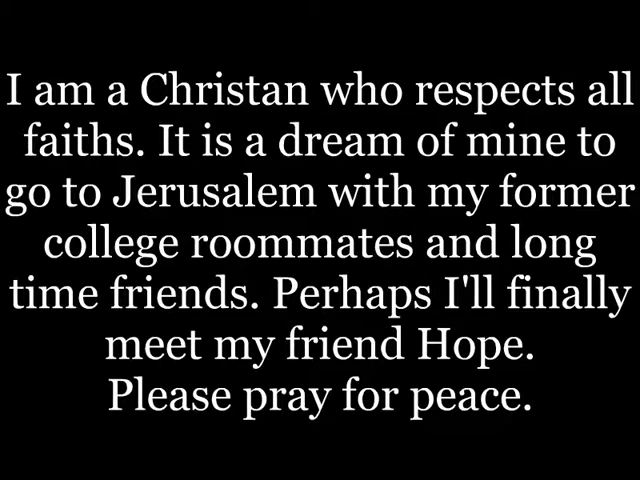 I am a Christan who respects all
faiths. It is a dream of mine to
go to Jerusalem with my former
college roommates and long
time friends. Perhaps I'll finally
meet my friend Hope.
Please pray for peace.